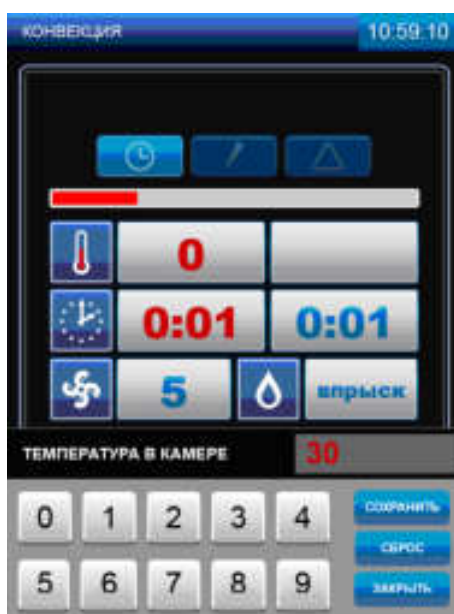 КОНВЕКЦИЯ 10:59:10
0
0:01 0:01
5 впрыск
ТЕМПЕРАТУРА В КАМЕРЕ 30
0 1 2 3 4 СОХРАНИТЬ
СБРОС
5 6 7 8 9 ЗАКРЫТЬ